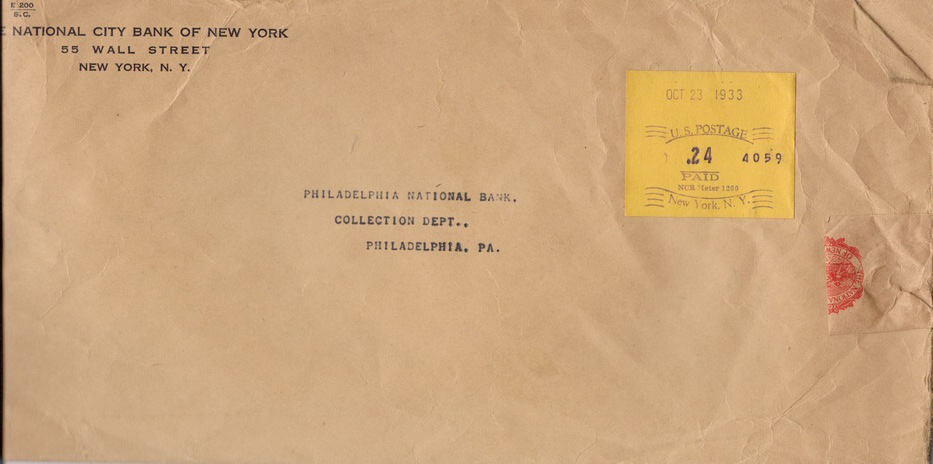 E 200
S.C.
E NATIONAL CITY BANK OF NEW YORK
55 WALL STREET
NEW YORK, N. Y.
OCT 23 1933
U.S. POSTAGE
.24 4059
PAID
NCR Meter 1260
New York, N. Y.
PHILADELPHIA NATIONAL BANK.
COLLECTION DEPT.,
PHILADELPHIA, PA.